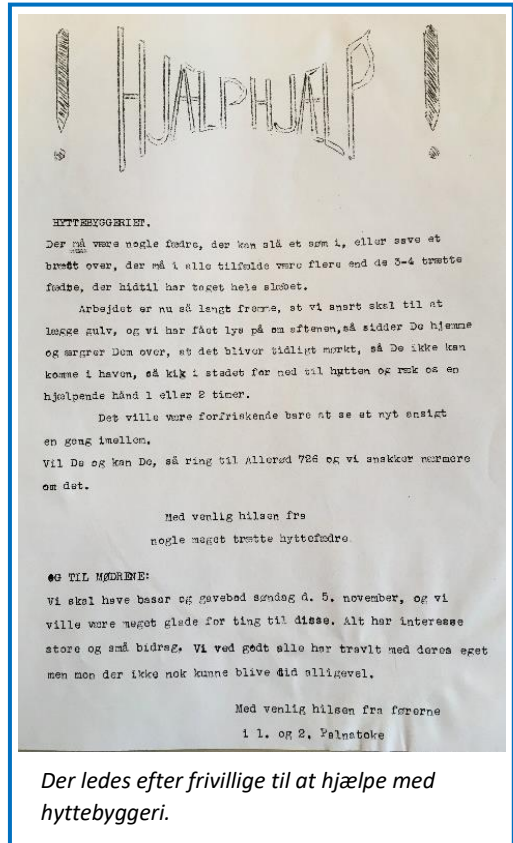 ! HJÆLP HJÆLP !
HYTTEBYGGERIET.
Der må være nogle fædre, der kan slå et søm i, eller save et
brædt over, der må i alle tilfælde være flere end de 3-4 trætte
fædre, der hidtil har taget hele slæbet.
Arbejdet er nu så langt fremme, at vi snart skal til at
lægge gulv, og vi har fået lys på om aftenen,så sidder De hjemme
og ærgrer Dem over, at det bliver tidligt mørkt, så De ikke kan
komme i haven, så kik i stedet for ned til hytten og ræk os en
hjælpende hånd 1 eller 2 timer.
Det ville være forfriskende bare at se et nyt ansigt
en gang imellem.
Vil De og kan De, så ring til Allerød 726 og vi snakker nærmere
om det.
Med venlig hilsen fra
nogle meget trætte hyttefædre
OG TIL MØDRENE:
Vi skal have basar og gavebod søndag d. 5. november, og vi
ville være meget glade for ting til disse. Alt har interesse
store og små bidrag. Vi ved godt alle har travlt med deres eget
men mon der ikke nok kunne blive tid alligevel.
Med venlig hilsen fra førerne
i 1. og 2. Palnatoke
Der ledes efter frivillige til at hjælpe med
hyttebyggeri.